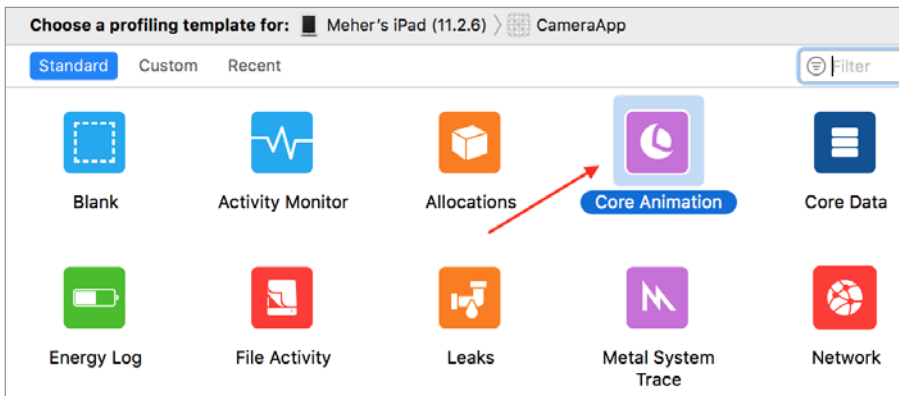 Choose a profiling template for: Meher's iPad (11.2.6) CameraApp
Standard Custom Recent Filter
Blank Activity Monitor Allocations Core Animation Core Data
Energy Log File Activity Leaks Metal System Network
Trace